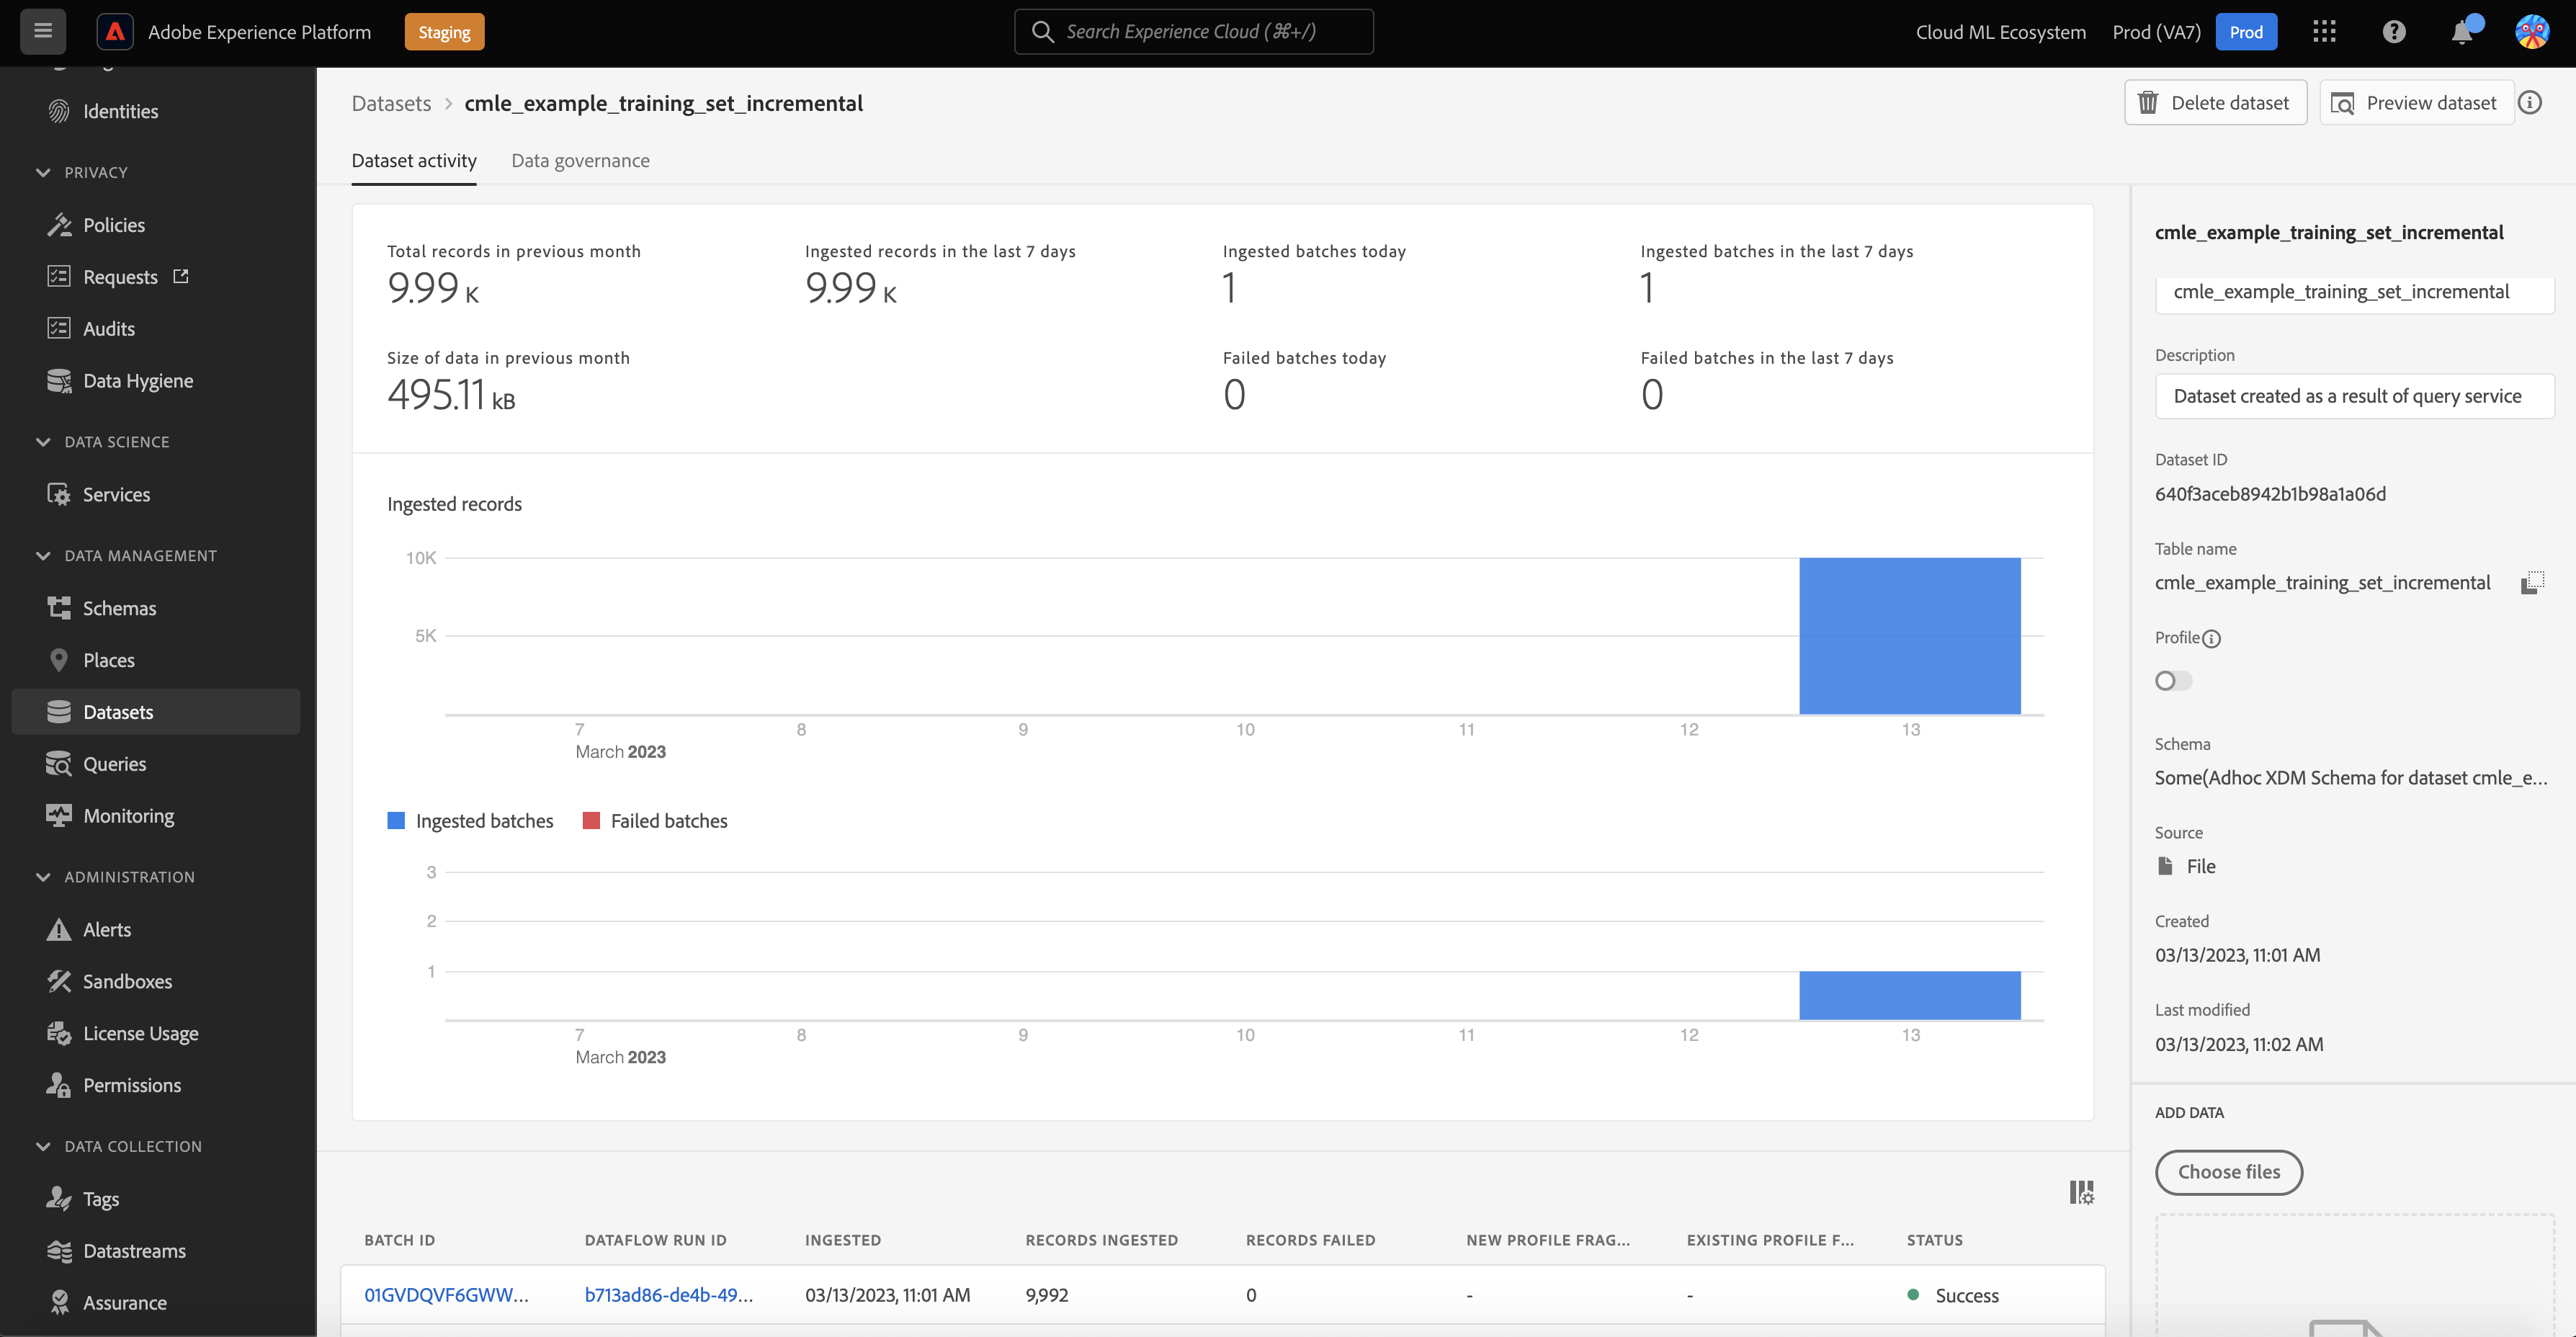 Adobe Experience Platform
Staging
Search Experience Cloud (⌘+/)
Cloud ML Ecosystem
Prod (VA7)
Prod
Identities
PRIVACY
Policies
Requests
Audits
Data Hygiene
DATA SCIENCE
Services
DATA MANAGEMENT
Schemas
Places
Datasets
Queries
Monitoring
ADMINISTRATION
Alerts
Sandboxes
License Usage
Permissions
DATA COLLECTION
Tags
Datastreams
Assurance
Datasets > cmle_example_training_set_incremental
Delete dataset
Preview dataset
Dataset activity
Data governance
Total records in previous month
9.99 K
Ingested records in the last 7 days
9.99 K
Ingested batches today
1
Ingested batches in the last 7 days
1
Size of data in previous month
495.11 kB
Failed batches today
0
Failed batches in the last 7 days
0
Ingested records
10K
5K
7 8 9 10 11 12 13
March 2023
Ingested batches
Failed batches
3
2
1
7 8 9 10 11 12 13
March 2023
BATCH ID DATAFLOW RUN ID INGESTED RECORDS INGESTED RECORDS FAILED NEW PROFILE FRAG... EXISTING PROFILE F... STATUS
01GVDQVF6GWW... b713ad86-de4b-49... 03/13/2023, 11:01 AM 9,992 0 - - Success
cmle_example_training_set_incremental
cmle_example_training_set_incremental
Description
Dataset created as a result of query service
Dataset ID
640f3aceb8942b1b98a1a06d
Table name
cmle_example_training_set_incremental
Profile
Schema
Some(Adhoc XDM Schema for dataset cmle_e...
Source
File
Created
03/13/2023, 11:01 AM
Last modified
03/13/2023, 11:02 AM
ADD DATA
Choose files